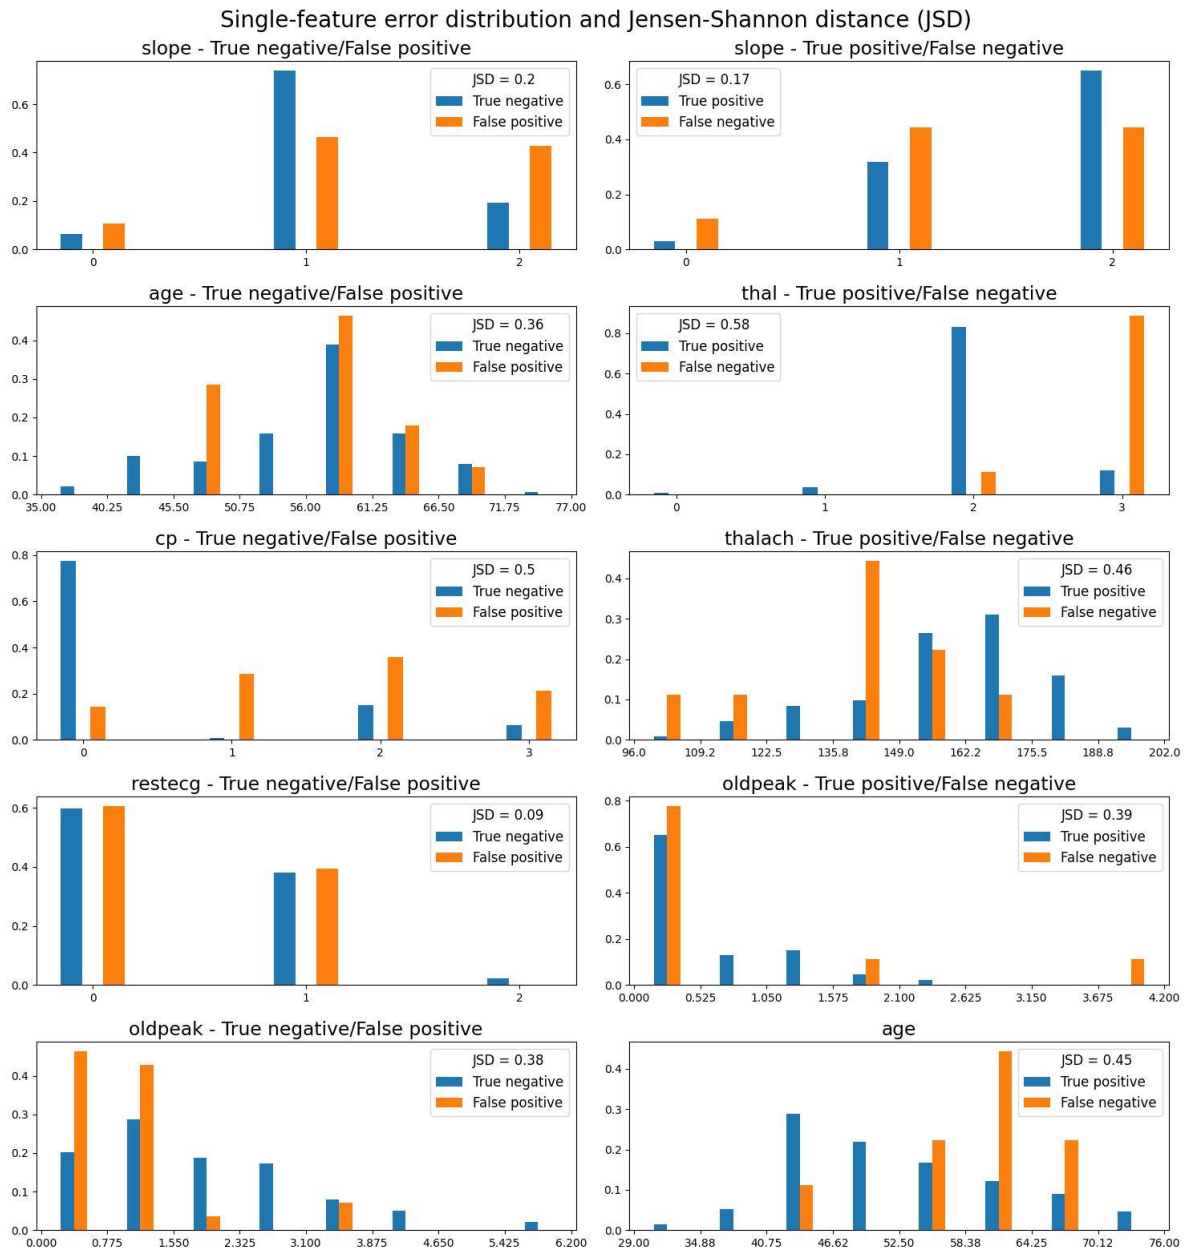 Single-feature error distribution and Jensen-Shannon distance (JSD)
slope - True negative/False positive
JSD = 0.2
True negative
False positive
0.6
0.4
0.2
0.0
0 1 2
slope - True positive/False negative
JSD = 0.17
True positive
False negative
0.6
0.4
0.2
0.0
0 1 2
age - True negative/False positive
JSD = 0.36
True negative
False positive
0.4
0.3
0.2
0.1
0.0
35.00 40.25 45.50 50.75 56.00 61.25 66.50 71.75 77.00
thal - True positive/False negative
JSD = 0.58
True positive
False negative
0.8
0.6
0.4
0.2
0.0
0 1 2 3
cp - True negative/False positive
JSD = 0.5
True negative
False positive
0.8
0.6
0.4
0.2
0.0
0 1 2 3
thalach - True positive/False negative
JSD = 0.46
True positive
False negative
0.4
0.3
0.2
0.1
0.0
96.0 109.2 122.5 135.8 149.0 162.2 175.5 188.8 202.0
restecg - True negative/False positive
JSD = 0.09
True negative
False positive
0.6
0.4
0.2
0.0
0 1 2
oldpeak - True positive/False negative
JSD = 0.39
True positive
False negative
0.8
0.6
0.4
0.2
0.0
0.000 0.525 1.050 1.575 2.100 2.625 3.150 3.675 4.200
oldpeak - True negative/False positive
JSD = 0.38
True negative
False positive
0.4
0.3
0.2
0.1
0.0
0.000 0.775 1.550 2.325 3.100 3.875 4.650 5.425 6.200
age
JSD = 0.45
True positive
False negative
0.4
0.3
0.2
0.1
0.0
29.00 34.88 40.75 46.62 52.50 58.38 64.25 70.12 76.00